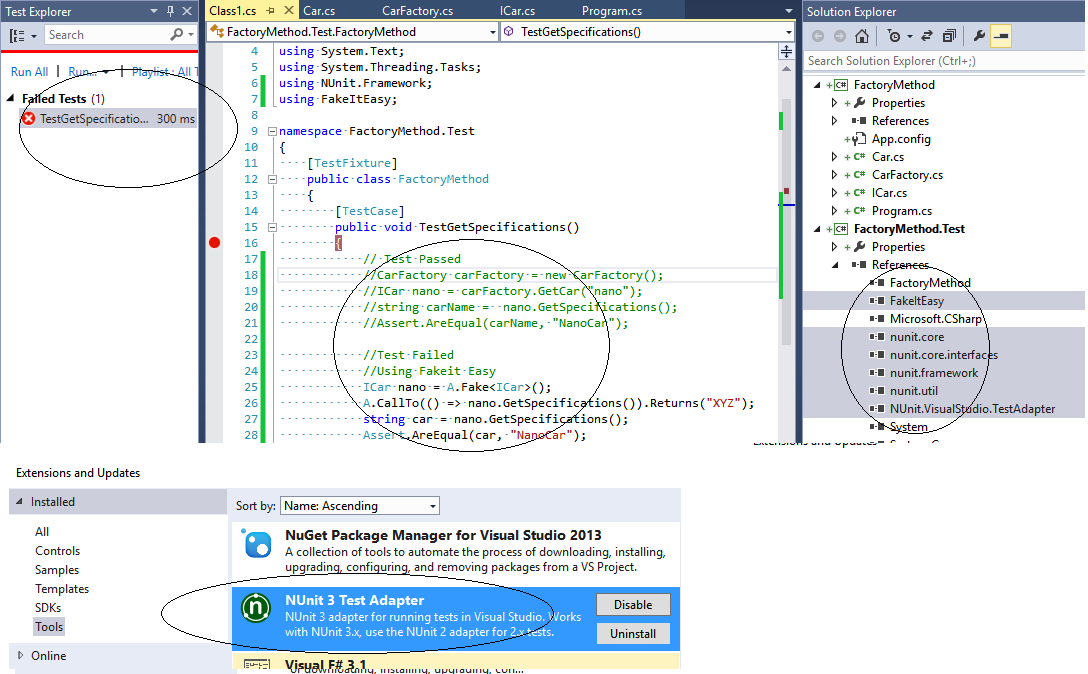 Test Explorer
Search
Run All | Run... | Playlist : All T
Failed Tests (1)
TestGetSpecificatio... 300 ms
Class1.cs Car.cs CarFactory.cs ICar.cs Program.cs
FactoryMethod.Test.FactoryMethod TestGetSpecifications()
4 using System.Text;
5 using System.Threading.Tasks;
6 using NUnit.Framework;
7 using FakeItEasy;
8
9 namespace FactoryMethod.Test
10 {
11 [TestFixture]
12 public class FactoryMethod
13 {
14 [TestCase]
15 public void TestGetSpecifications()
16 {
17 // Test Passed
18 //CarFactory carFactory = new CarFactory();
19 //ICar nano = carFactory.GetCar("nano");
20 //string carName = nano.GetSpecifications();
21 //Assert.AreEqual(carName, "NanoCar");
22
23 //Test Failed
24 //Using Fakeit Easy
25 ICar nano = A.Fake<ICar>();
26 A.CallTo(() => nano.GetSpecifications()).Returns("XYZ");
27 string car = nano.GetSpecifications();
28 Assert.AreEqual(car, "NanoCar");
Solution Explorer
Search Solution Explorer (Ctrl+;)
C# FactoryMethod
Properties
References
App.config
C# Car.cs
C# CarFactory.cs
C# ICar.cs
C# Program.cs
C# FactoryMethod.Test
Properties
References
FactoryMethod
FakeItEasy
Microsoft.CSharp
nunit.core
nunit.core.interfaces
nunit.framework
nunit.util
NUnit.VisualStudio.TestAdapter
System
Extensions and Updates
Extensions and Updates
Installed
All
Controls
Samples
Templates
SDKs
Tools
Online
Sort by: Name: Ascending
NuGet Package Manager for Visual Studio 2013
A collection of tools to automate the process of downloading, installing,
upgrading, configuring, and removing packages from a VS Project.
n
NUnit 3 Test Adapter
NUnit 3 adapter for running tests in Visual Studio. Works
with NUnit 3.x, use the NUnit 2 adapter for 2.x tests.
Disable
Uninstall
Visual F# 3.1
of downloading, installing, upgrading, con...